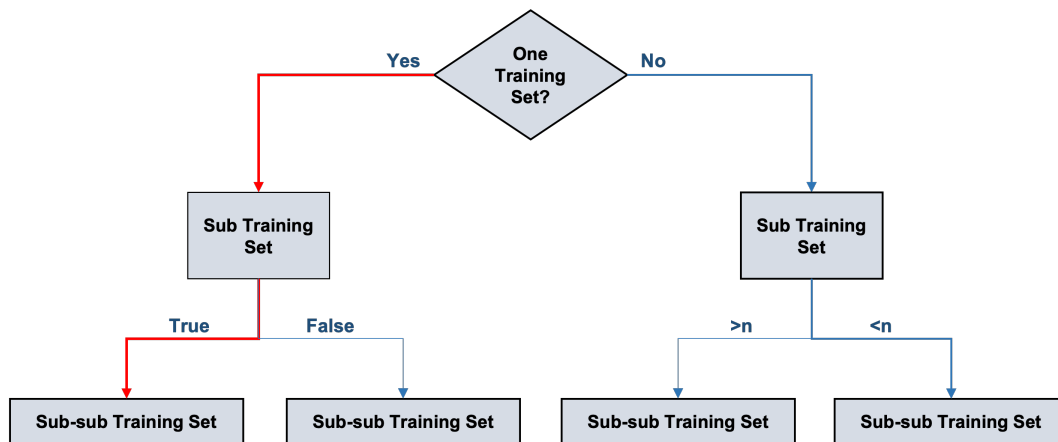 Yes
One
Training
Set?
No
Sub Training
Set
Sub Training
Set
True
False
>n
<n
Sub-sub Training Set
Sub-sub Training Set
Sub-sub Training Set
Sub-sub Training Set